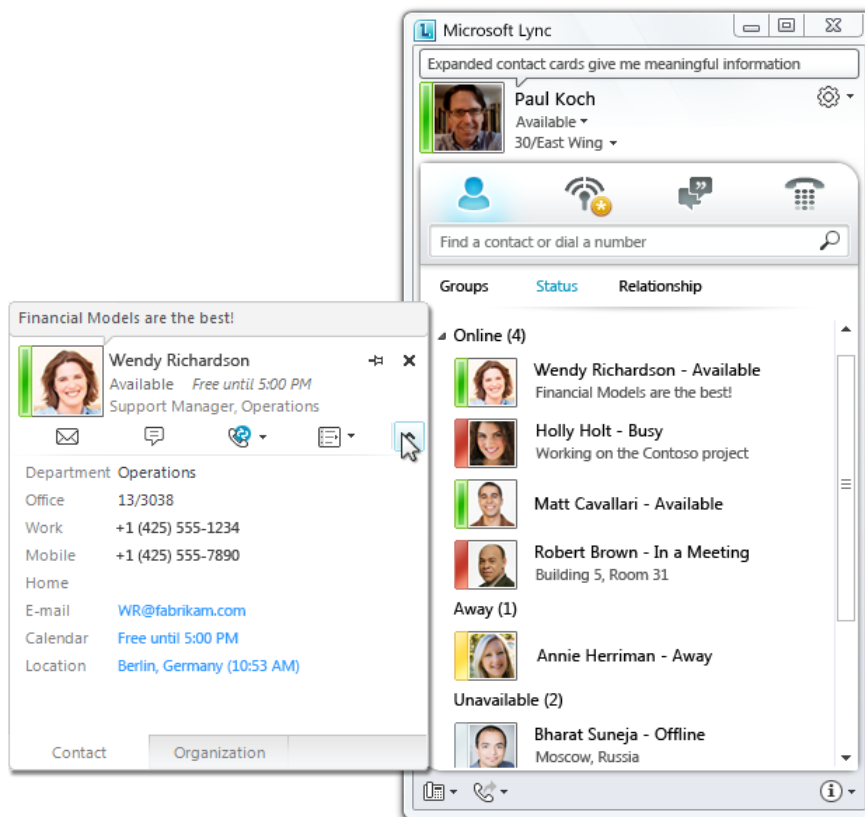 Microsoft Lync
Expanded contact cards give me meaningful information
Paul Koch
Available
30/East Wing
Find a contact or dial a number
Groups Status Relationship
Online (4)
Wendy Richardson - Available
Financial Models are the best!
Holly Holt - Busy
Working on the Contoso project
Matt Cavallari - Available
Robert Brown - In a Meeting
Building 5, Room 31
Away (1)
Annie Herriman - Away
Unavailable (2)
Bharat Suneja - Offline
Moscow, Russia
Financial Models are the best!
Wendy Richardson
Available Free until 5:00 PM
Support Manager, Operations
Department Operations
Office 13/3038
Work +1 (425) 555-1234
Mobile +1 (425) 555-7890
Home
E-mail WR@fabrikam.com
Calendar Free until 5:00 PM
Location Berlin, Germany (10:53 AM)
Contact Organization